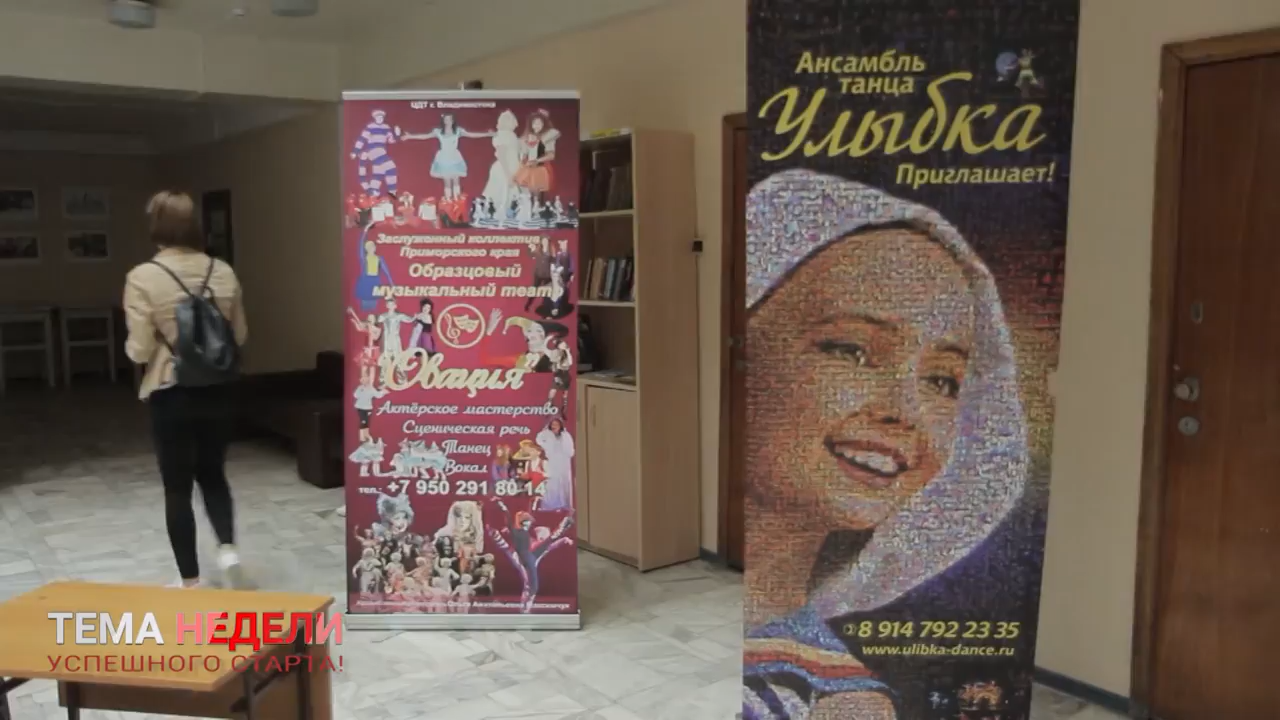 ЦДТ г. Владивостока
Заслуженный коллектив
Приморского края
Образцовый
музыкальный театр
Овация
Актёрское мастерство
Сценическая речь
Танец
Вокал
тел.: +7 950 291 80 14
Ансамбль
танца
Улыбка
Приглашает!
8 914 792 23 35
www.ulibka-dance.ru
ТЕМА НЕДЕЛИ
УСПЕШНОГО СТАРТА!